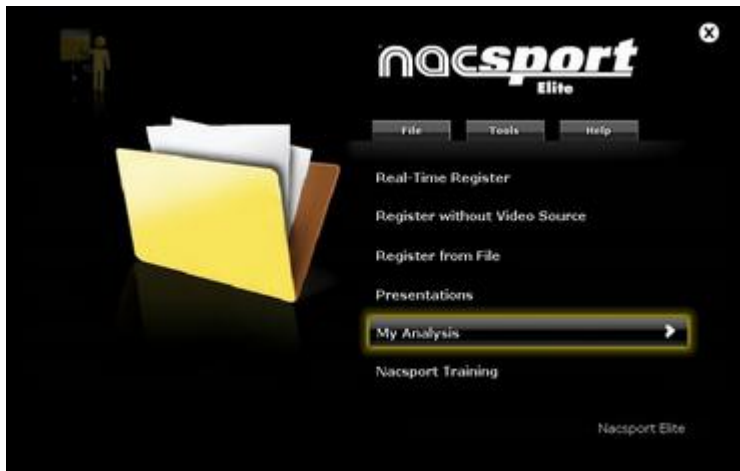 nacsport
Elite
File Tools Help
Real-Time Register
Register without Video Source
Register from File
Presentations
My Analysis
Nacsport Training
Nacsport Elite